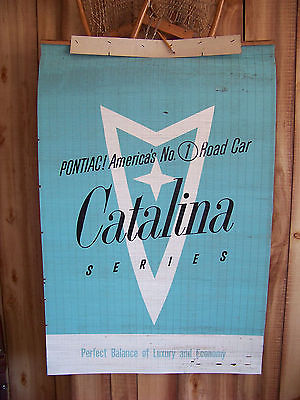 PONTIAC! America's No. 1 Road Car
Catalina
SERIES
Perfect Balance of Luxury and Economy